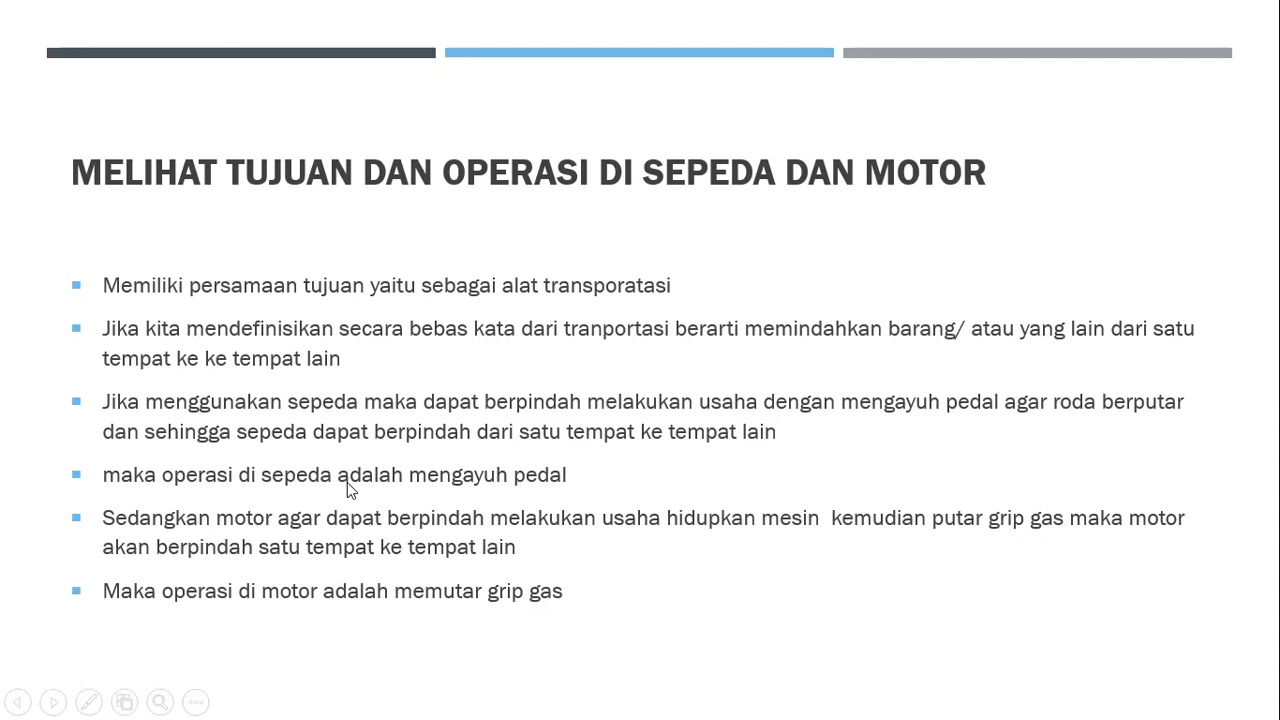 MELIHAT TUJUAN DAN OPERASI DI SEPEDA DAN MOTOR
Memiliki persamaan tujuan yaitu sebagai alat transporatasi
Jika kita mendefinisikan secara bebas kata dari tranportasi berarti memindahkan barang/ atau yang lain dari satu
tempat ke ke tempat lain
Jika menggunakan sepeda maka dapat berpindah melakukan usaha dengan mengayuh pedal agar roda berputar
dan sehingga sepeda dapat berpindah dari satu tempat ke tempat lain
maka operasi di sepeda adalah mengayuh pedal
Sedangkan motor agar dapat berpindah melakukan usaha hidupkan mesin  kemudian putar grip gas maka motor
akan berpindah satu tempat ke tempat lain
Maka operasi di motor adalah memutar grip gas